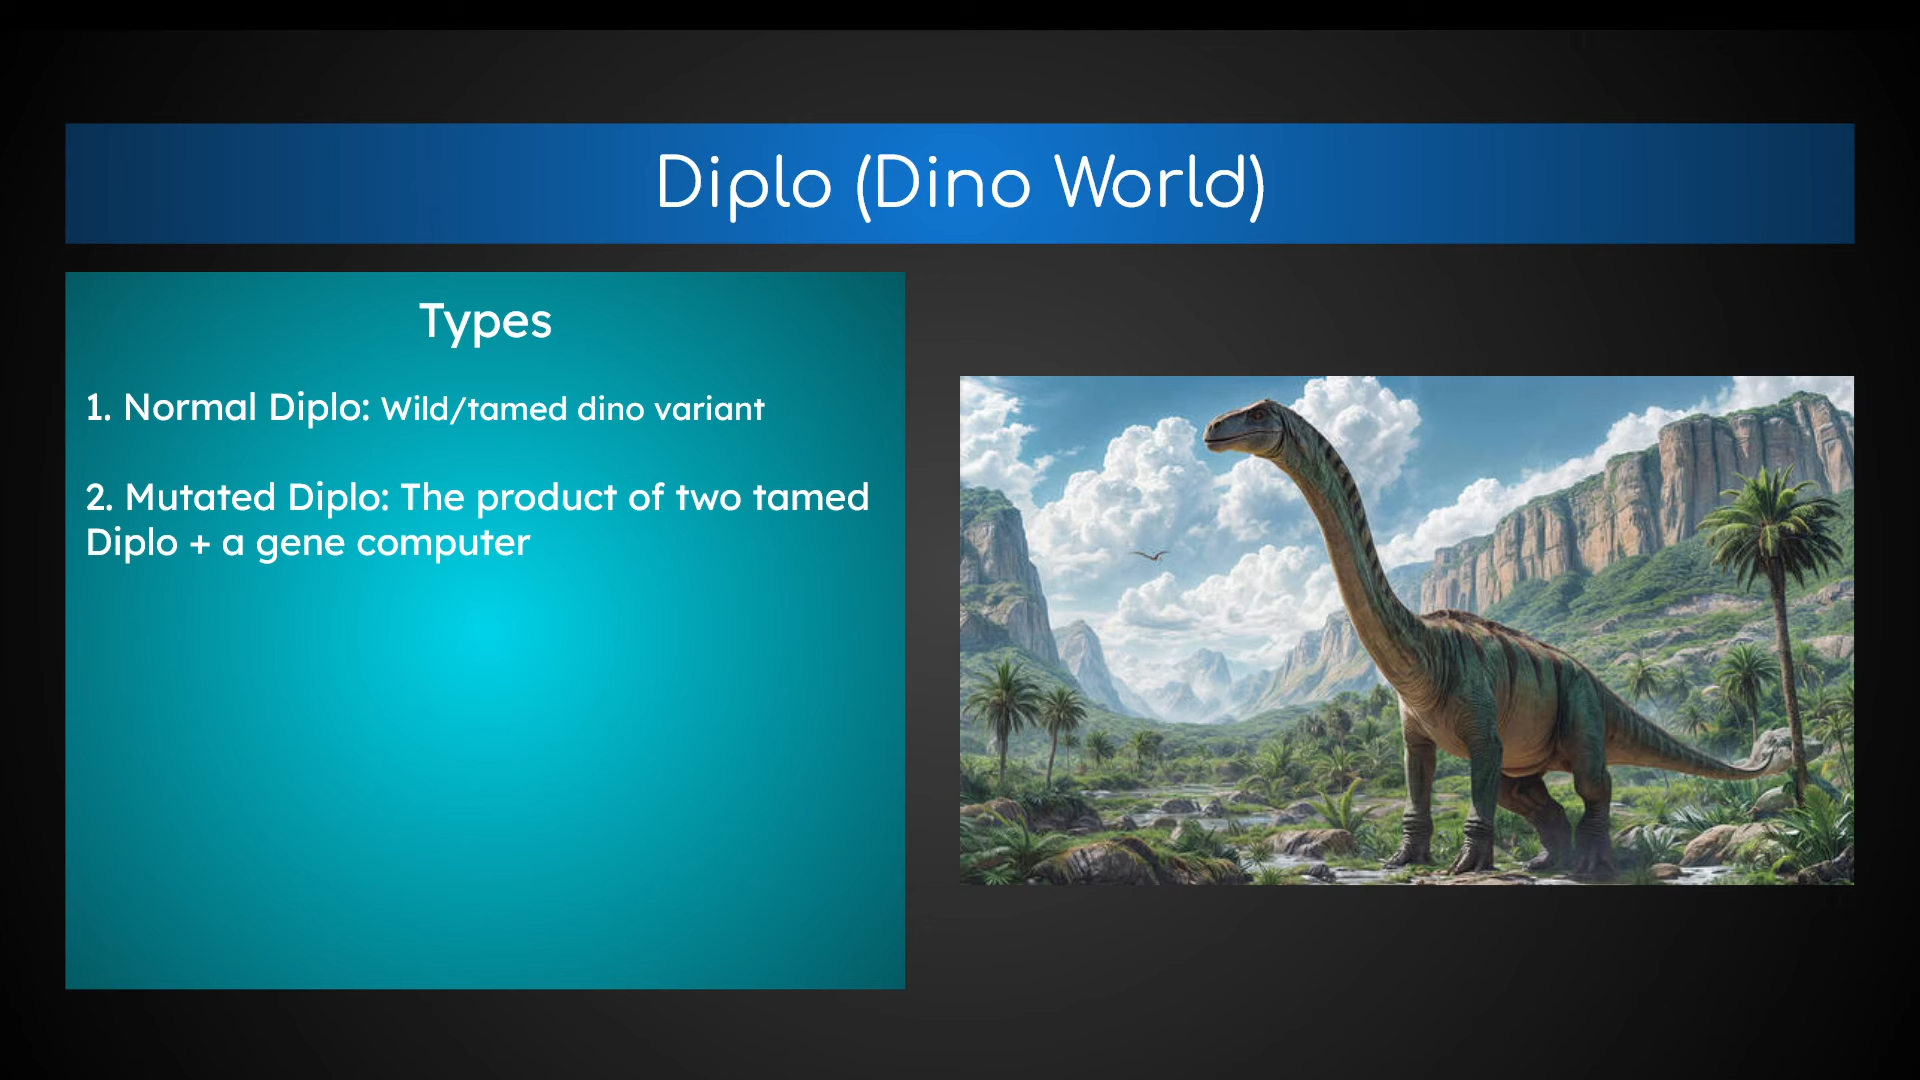 Diplo (Dino World)
Types
1. Normal Diplo: Wild/tamed dino variant
2. Mutated Diplo: The product of two tamed
Diplo + a gene computer